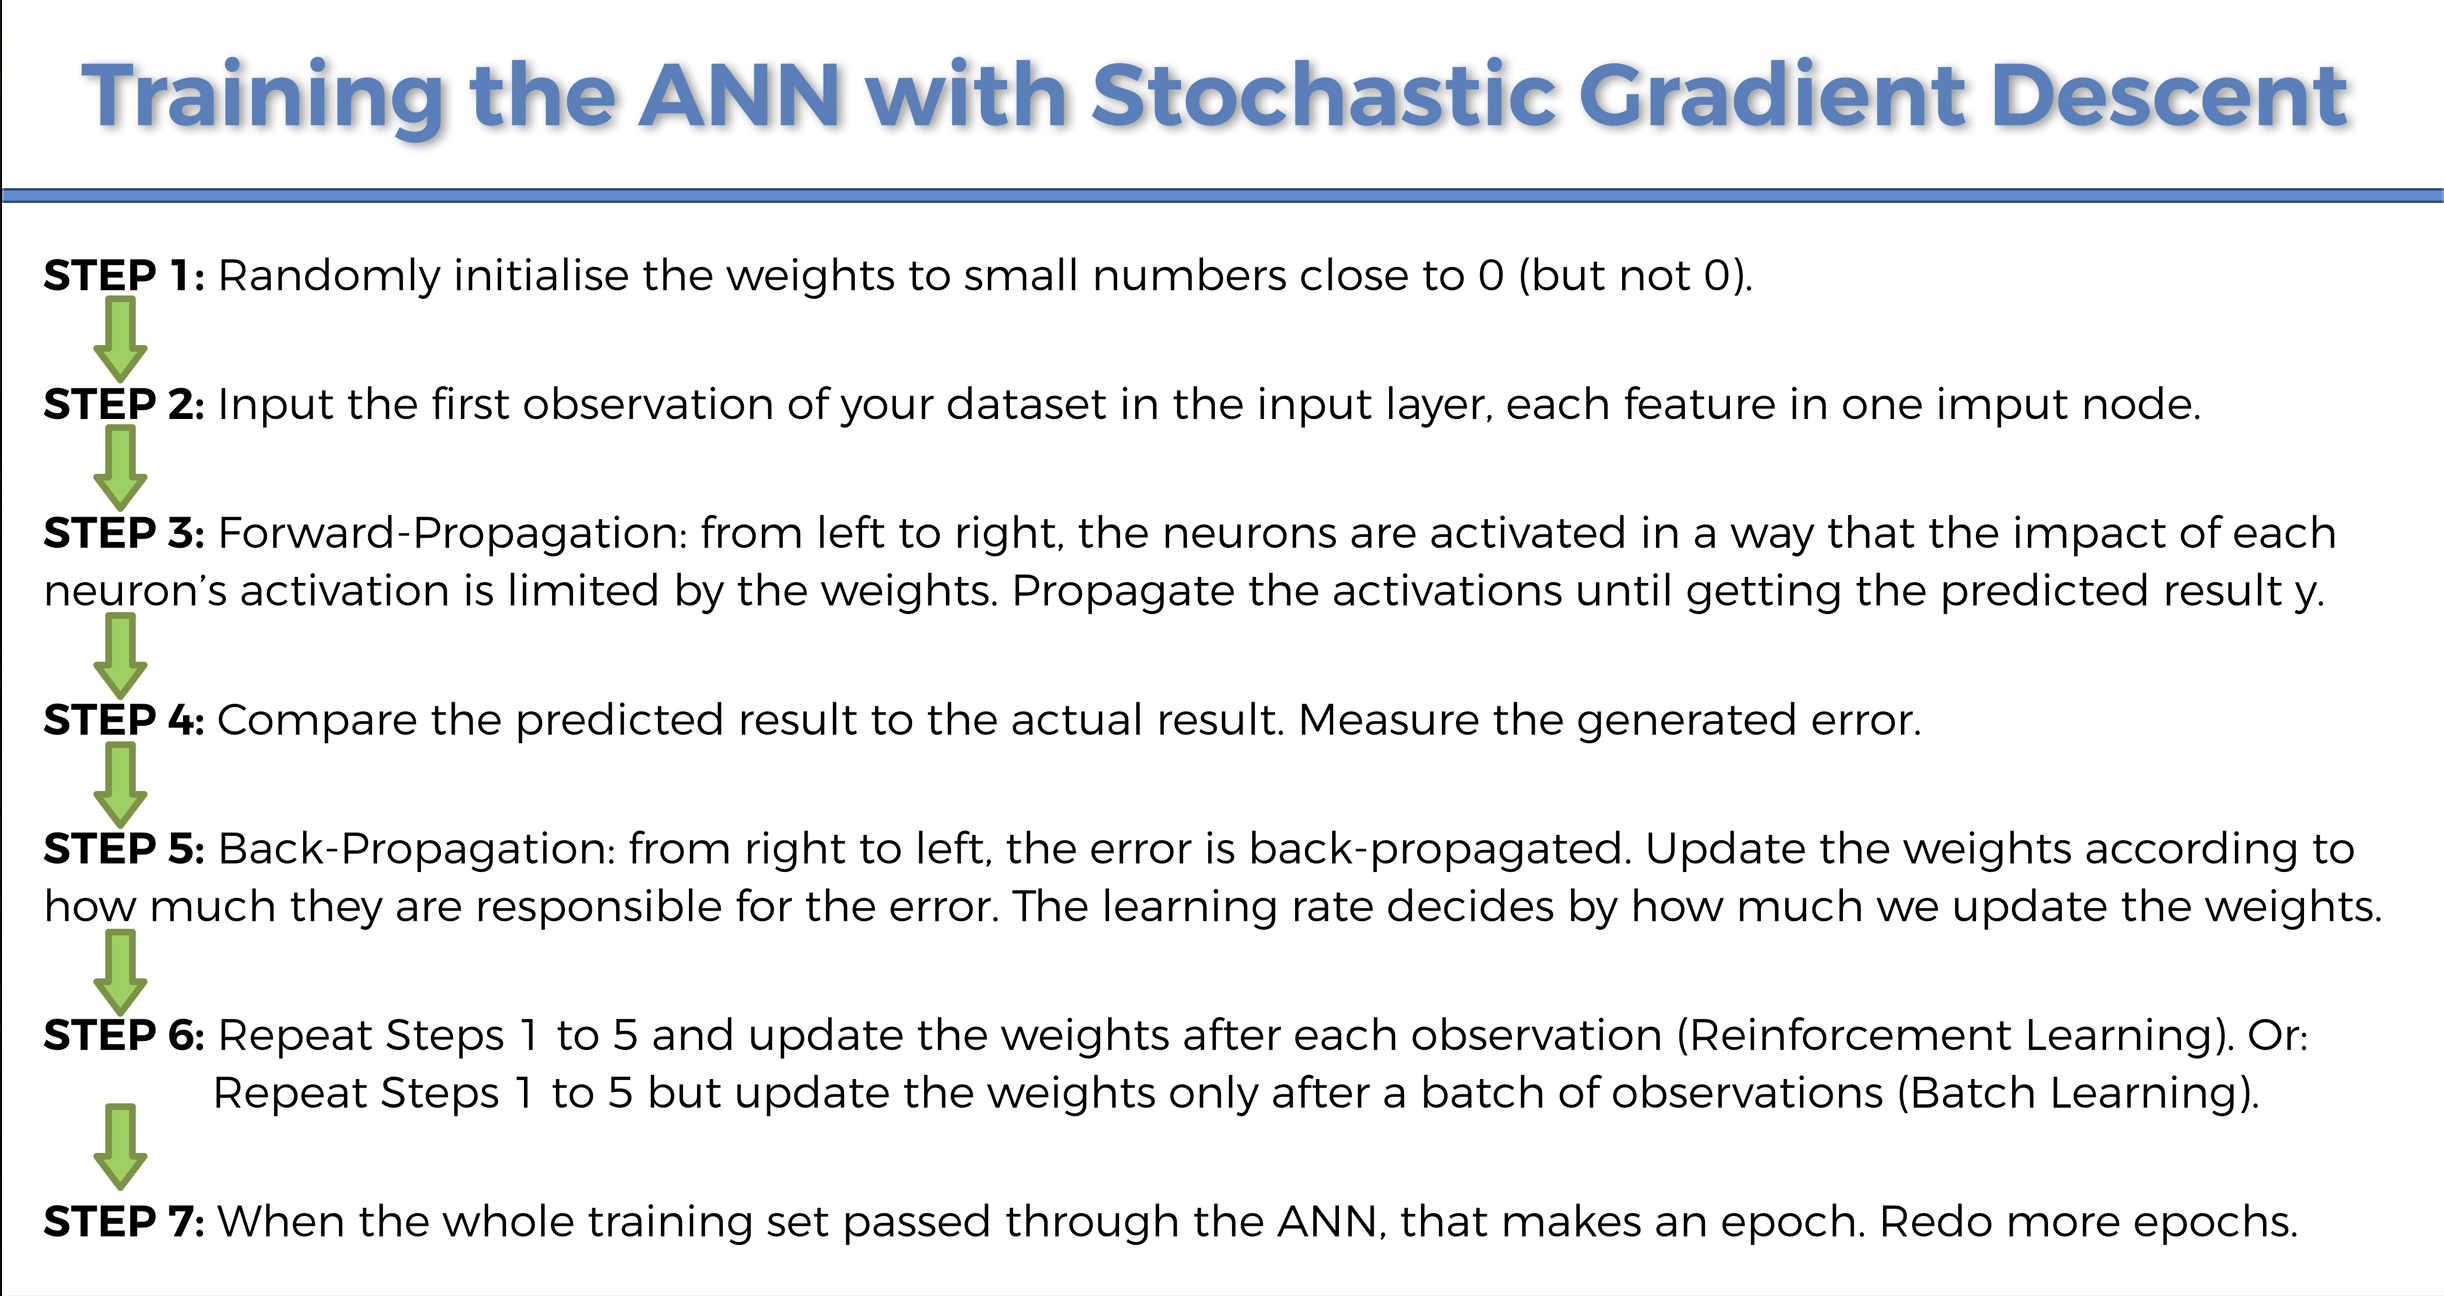 Training the ANN with Stochastic Gradient Descent
STEP 1: Randomly initialise the weights to small numbers close to 0 (but not 0).
STEP 2: Input the first observation of your dataset in the input layer, each feature in one imput node.
STEP 3: Forward-Propagation: from left to right, the neurons are activated in a way that the impact of each
neuron’s activation is limited by the weights. Propagate the activations until getting the predicted result y.
STEP 4: Compare the predicted result to the actual result. Measure the generated error.
STEP 5: Back-Propagation: from right to left, the error is back-propagated. Update the weights according to
how much they are responsible for the error. The learning rate decides by how much we update the weights.
STEP 6: Repeat Steps 1 to 5 and update the weights after each observation (Reinforcement Learning). Or:
Repeat Steps 1 to 5 but update the weights only after a batch of observations (Batch Learning).
STEP 7: When the whole training set passed through the ANN, that makes an epoch. Redo more epochs.